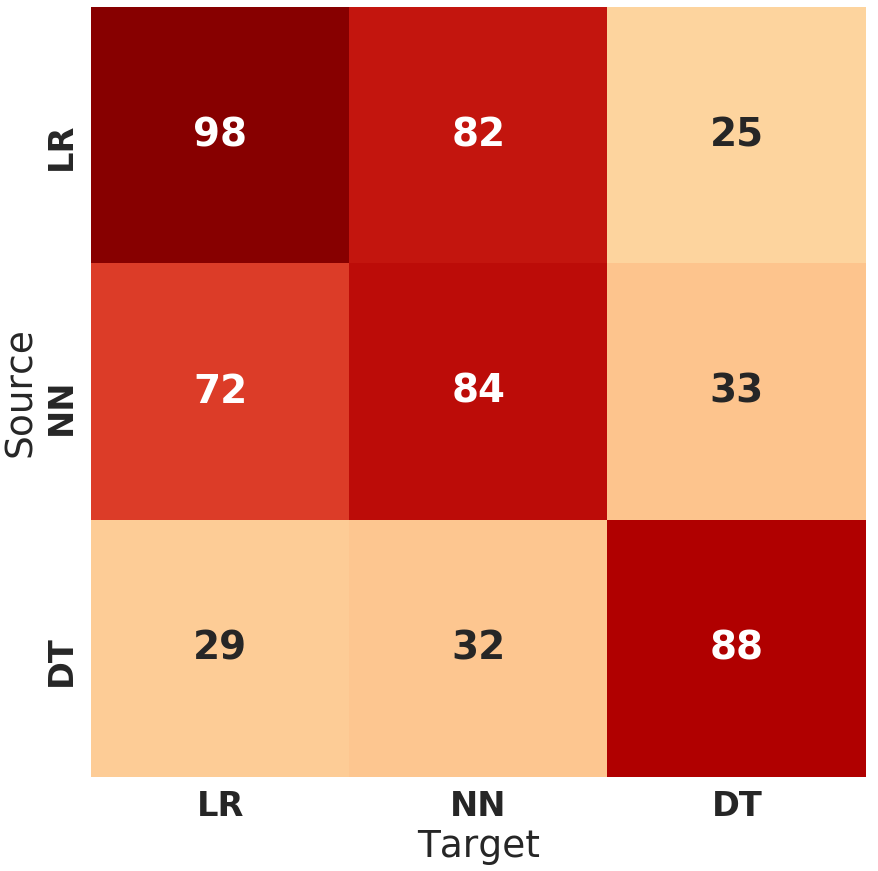 LR 98 82 25
Source
NN 72 84 33
DT 29 32 88
LR NN DT
Target